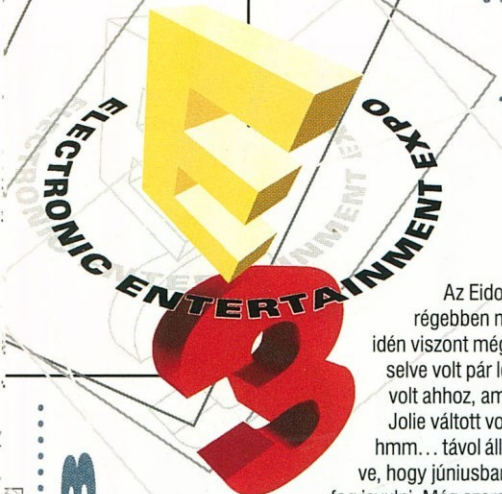 ELECTRONIC ENTERTAINMENT EXPO
E
3
Az Eido
régebben n
idén viszont még
selve volt pár l
volt ahhoz, am
Jolie váltott vo
hmm... távol áll
ve, hogy júniusban